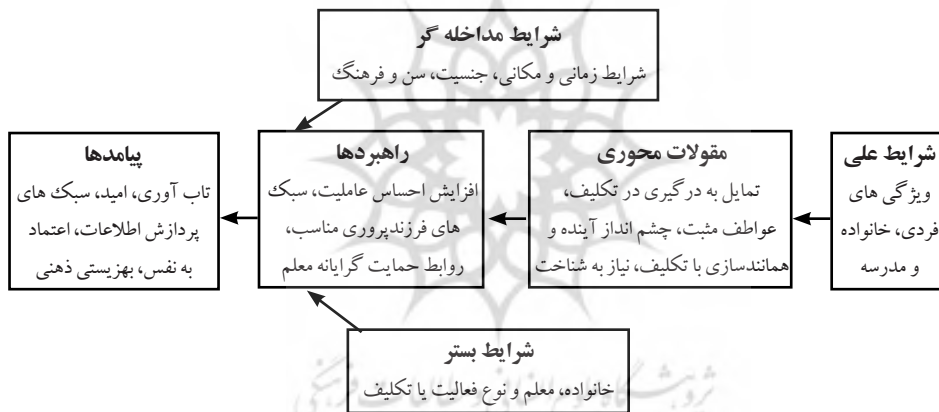 شرایط مداخله گر
شرایط زمانی و مکانی، جنسیت، سن و فرهنگ
شرایط علی
ویژگی های
فردی، خانواده
و مدرسه
مقولات محوری
تمایل به درگیری در تکلیف،
عواطف مثبت، چشم انداز آینده و
همانندسازی با تکلیف، نیاز به شناخت
راهبردها
افزایش احساس عاملیت، سبک
های فرزندپروری مناسب،
روابط حمایت گرایانه معلم
پیامدها
تاب آوری، امید، سبک های
پردازش اطلاعات، اعتماد
به نفس، بهزیستی ذهنی
شرایط بستر
خانواده، معلم و نوع فعالیت یا تکلیف